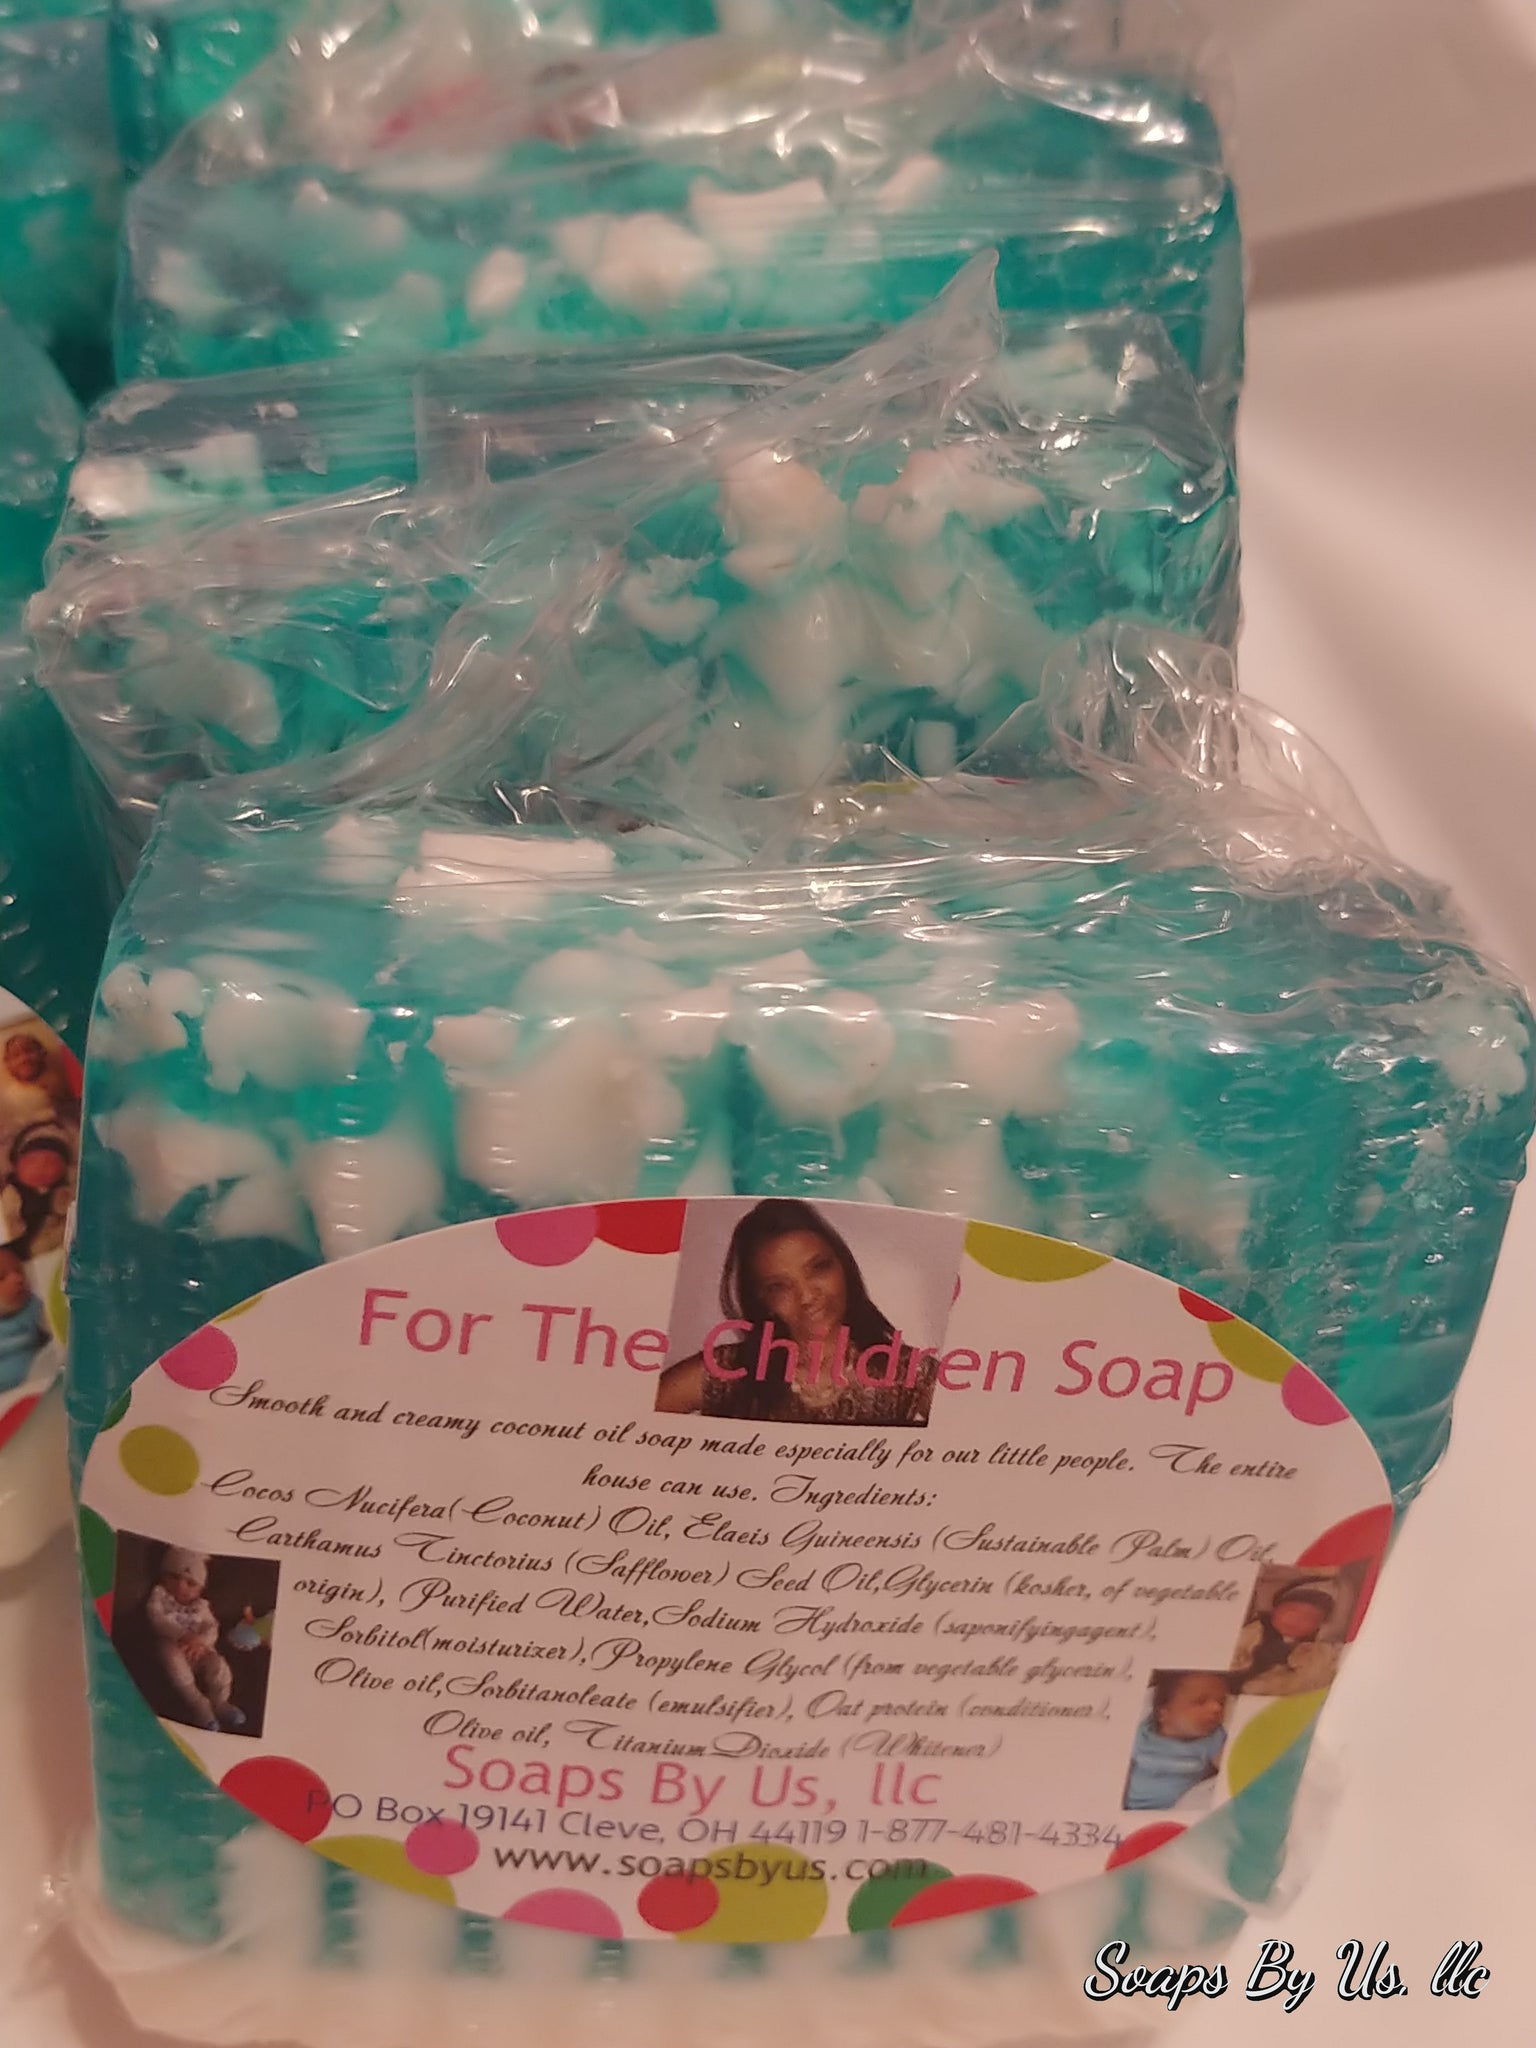 For The Children Soap
Smooth and creamy coconut oil soap made especially for our little people. The entire
house can use. Ingredients:
Cocos Nucifera(Coconut) Oil, Elaeis Guineensis (Sustainable Palm) Oil,
Carthamus Tinctorius (Safflower) Seed Oil,Glycerin (kosher, of vegetable
origin), Purified Water,Sodium Hydroxide (saponifyingagent),
Sorbitol(moisturizer),Propylene Glycol (from vegetable glycerin),
Olive oil,Sorbitanoleate (emulsifier), Oat protein (conditioner),
Olive oil, Titanium Dioxide (Whitener)
Soaps By Us, llc
PO Box 19141 Cleve, OH 44119 1-877-481-4334
www.soapsbyus.com
Soaps By Us. llc